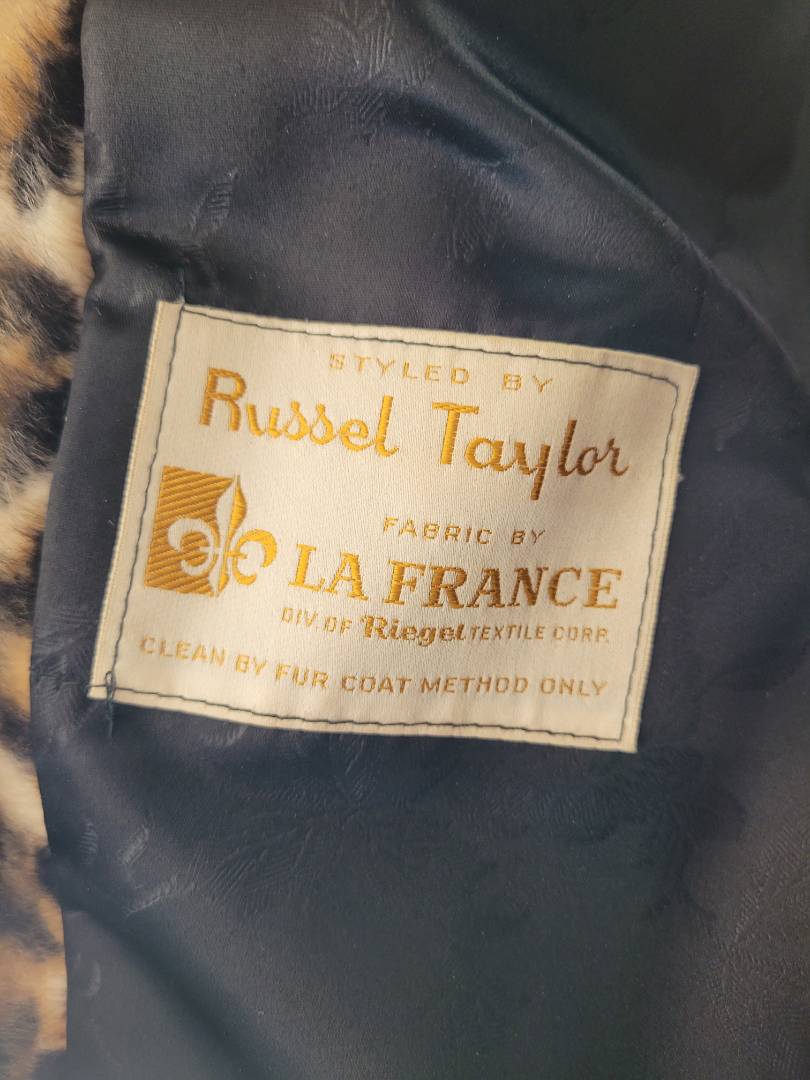 STYLED BY
Russel Taylor
FABRIC BY
LA FRANCE
DIV. OF Riegel TEXTILE CORP.
CLEAN BY FUR COAT METHOD ONLY